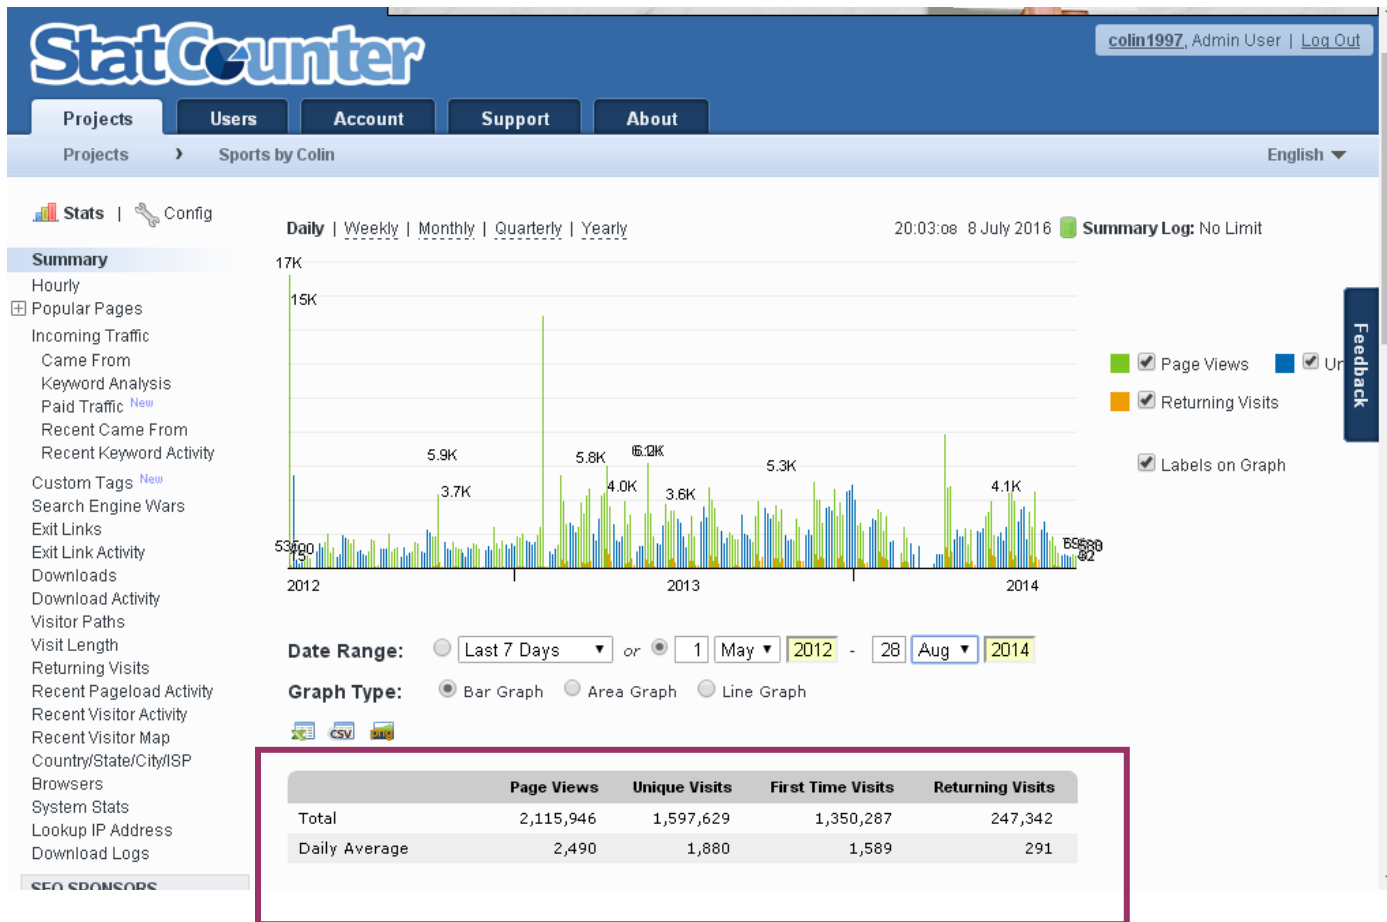 StatCounter
colin1997, Admin User | Log Out
Projects Users Account Support About
Projects › Sports by Colin English
Stats | Config
Daily | Weekly | Monthly | Quarterly | Yearly
20:03:08 8 July 2016 Summary Log: No Limit
Summary
Hourly
Popular Pages
Incoming Traffic
Came From
Keyword Analysis
Paid Traffic New
Recent Came From
Recent Keyword Activity
Custom Tags New
Search Engine Wars
Exit Links
Exit Link Activity
Downloads
Download Activity
Visitor Paths
Visit Length
Returning Visits
Recent Pageload Activity
Recent Visitor Activity
Recent Visitor Map
Country/State/City/ISP
Browsers
System Stats
Lookup IP Address
Download Logs
SEO SPONSORS
17K
15K
5.9K
3.7K
5.8K
4.0K
3.6K
5.3K
4.1K
2012 2013 2014
Page Views
Returning Visits
Labels on Graph
Feedback
Date Range: Last 7 Days or 1 May 2012 - 28 Aug 2014
Graph Type: Bar Graph Area Graph Line Graph
CSV png
Page Views Unique Visits First Time Visits Returning Visits
Total 2,115,946 1,597,629 1,350,287 247,342
Daily Average 2,490 1,880 1,589 291